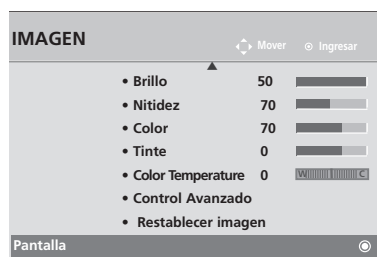 IMAGEN Mover Ingresar
• Brillo 50
• Nitidez 70
• Color 70
• Tinte 0
• Color Temperature 0 W C
• Control Avanzado
• Restablecer imagen
Pantalla